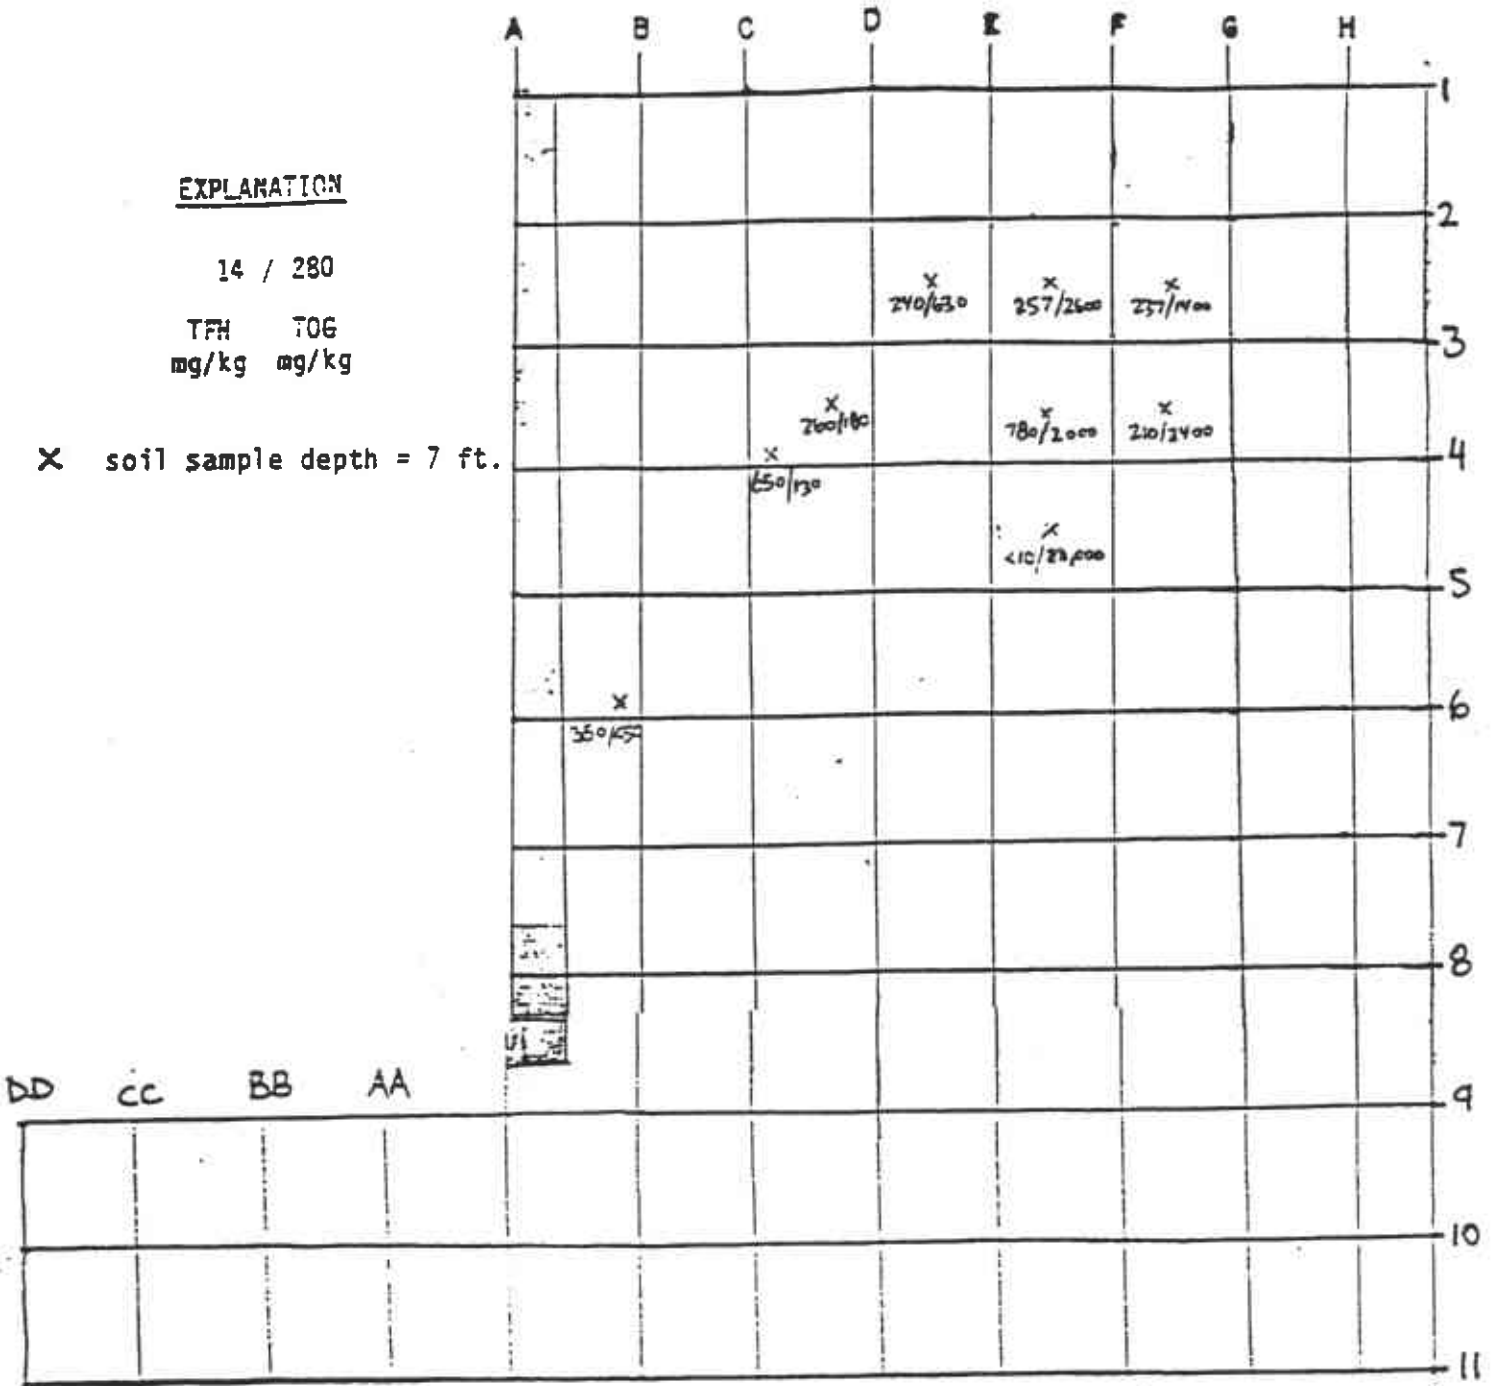 A B C D E F G H
1
EXPLANATION
2
14 / 280
240/630 257/2600 237/1400
TFH TOG
3
mg/kg mg/kg
260/180 780/2000 210/2400
X soil sample depth = 7 ft.
4
650/130
<10/
5
6
350/
7
8
DD CC BB AA
9
10
11